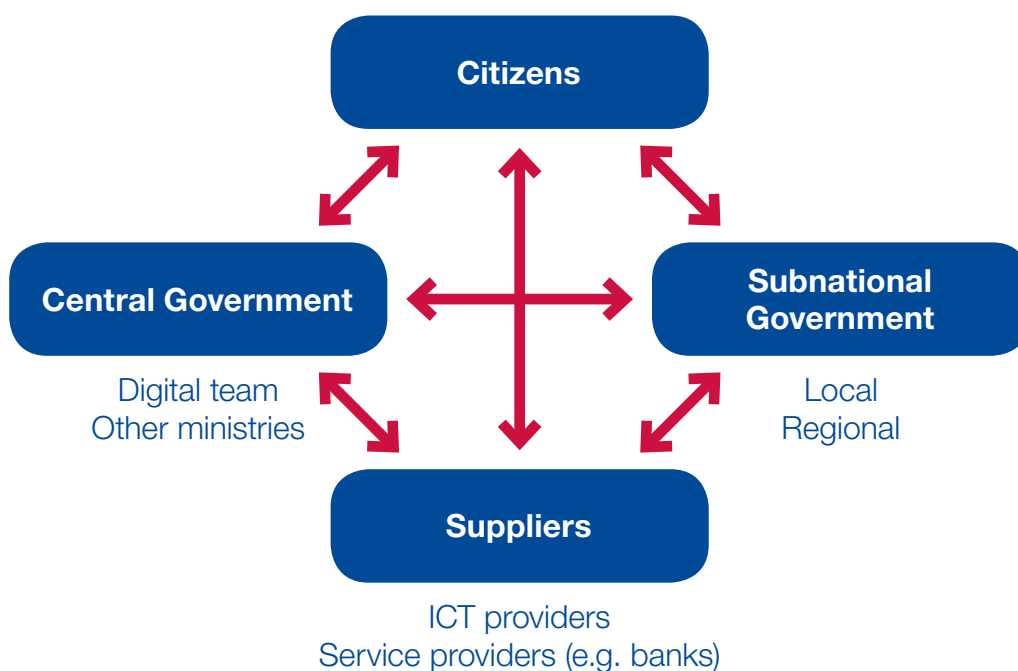 Citizens
Central Government
Subnational
Government
Digital team
Other ministries
Local
Regional
Suppliers
ICT providers
Service providers (e.g. banks)